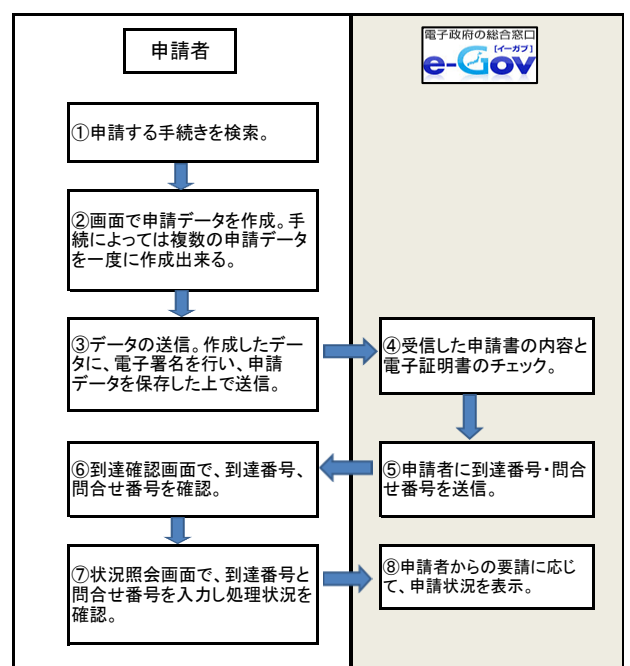 申請者
電子政府の総合窓口
[イーガブ]
e-Gov
①申請する手続きを検索。
②画面で申請データを作成。手
続によっては複数の申請データ
を一度に作成出来る。
③データの送信。作成したデー
タに、電子署名を行い、申請
データを保存した上で送信。
④受信した申請書の内容と
電子証明書のチェック。
⑤申請者に到達番号・問合
せ番号を送信。
⑥到達確認画面で、到達番号、
問合せ番号を確認。
⑦状況照会画面で、到達番号と
問合せ番号を入力し処理状況を
確認。
⑧申請者からの要請に応じ
て、申請状況を表示。